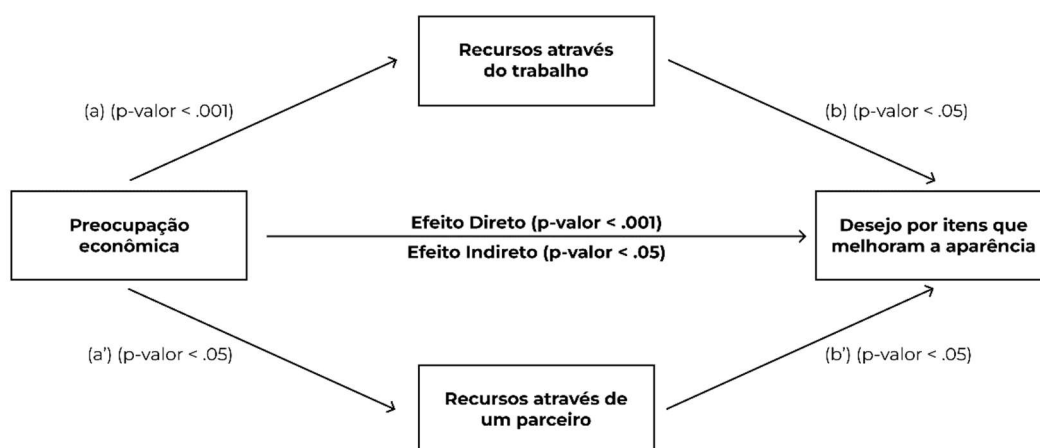 Recursos através
do trabalho
(a) (p-valor < .001)
(b) (p-valor < .05)
Preocupação
econômica
Efeito Direto (p-valor < .001)
Efeito Indireto (p-valor < .05)
Desejo por itens que
melhoram a aparência
(a') (p-valor < .05)
(b') (p-valor < .05)
Recursos através de
um parceiro